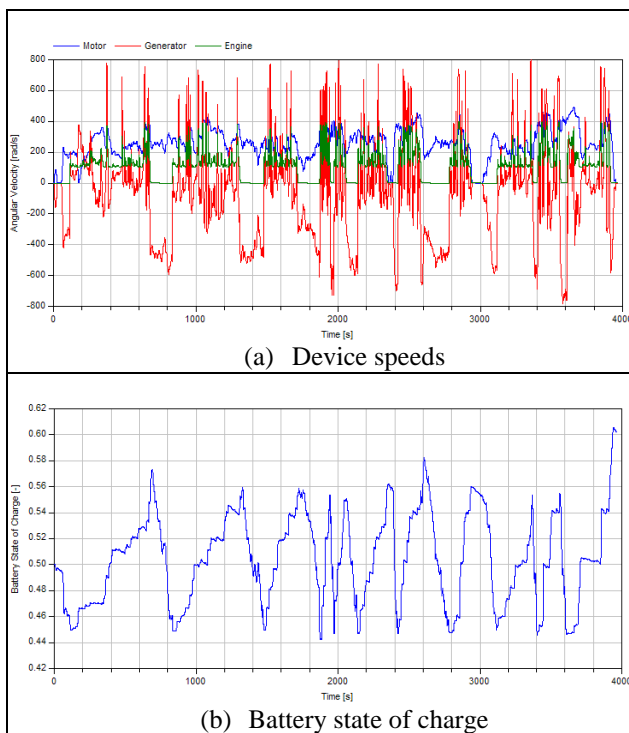 Motor Generator Engine
800
600
400
200
0
-200
-400
-600
-800
Angular Velocity [rad/s]
0 1000 2000 3000 4000
Time [s]
(a) Device speeds
0.62
0.60
0.58
0.56
0.54
0.52
0.50
0.48
0.46
0.44
0.42
Battery State of Charge [-]
0 1000 2000 3000 4000
Time [s]
(b) Battery state of charge